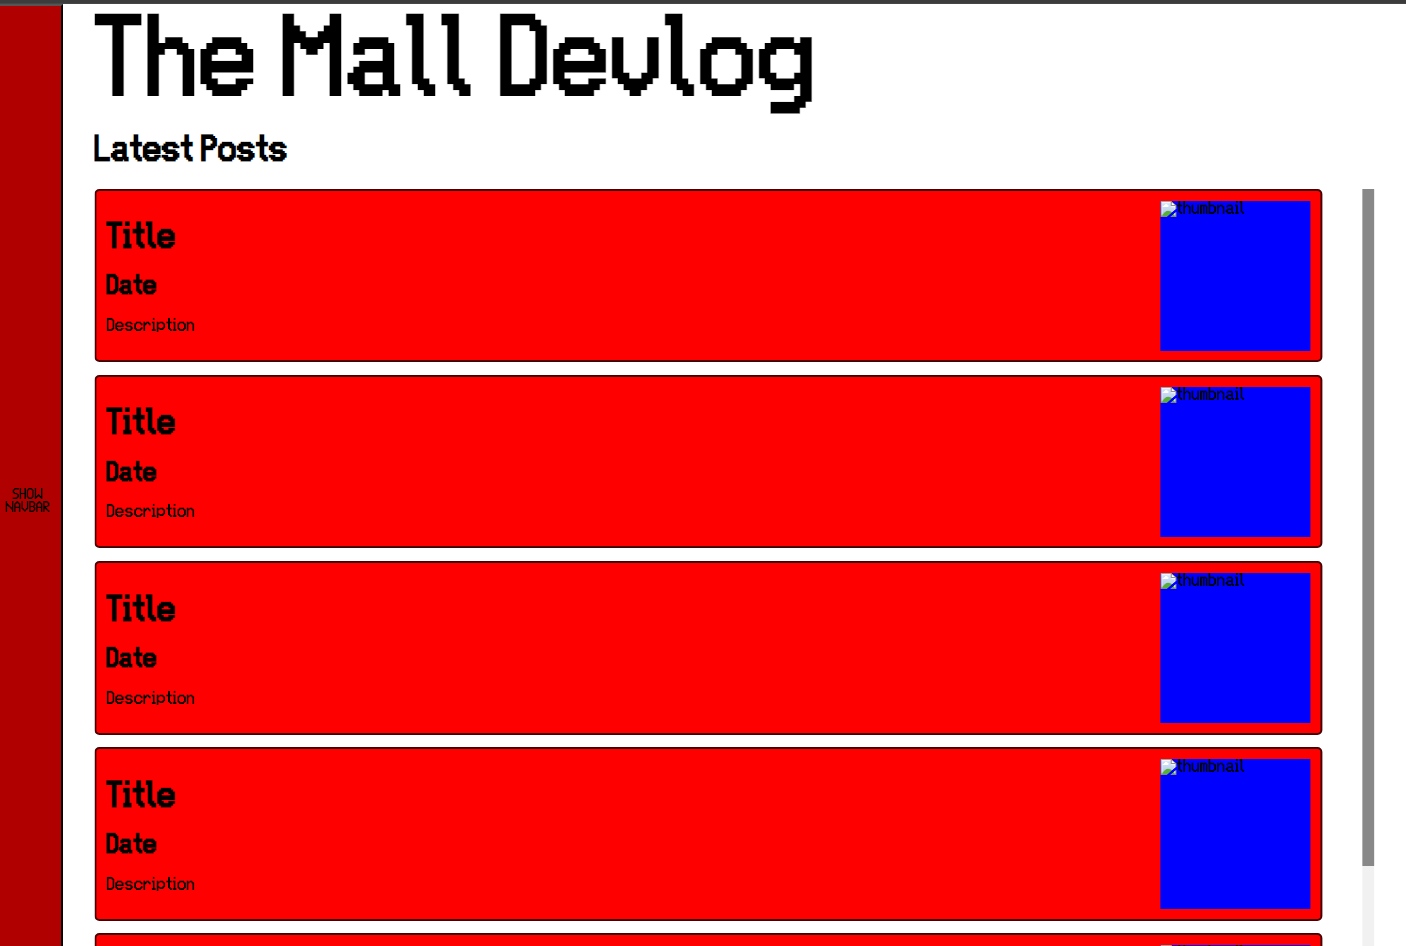 The Mall Devlog
Latest Posts
Title
thumbnail
Date
Description
Title
thumbnail
Date
Description
SHOW
NAVBAR
Title
thumbnail
Date
Description
Title
thumbnail
Date
Description